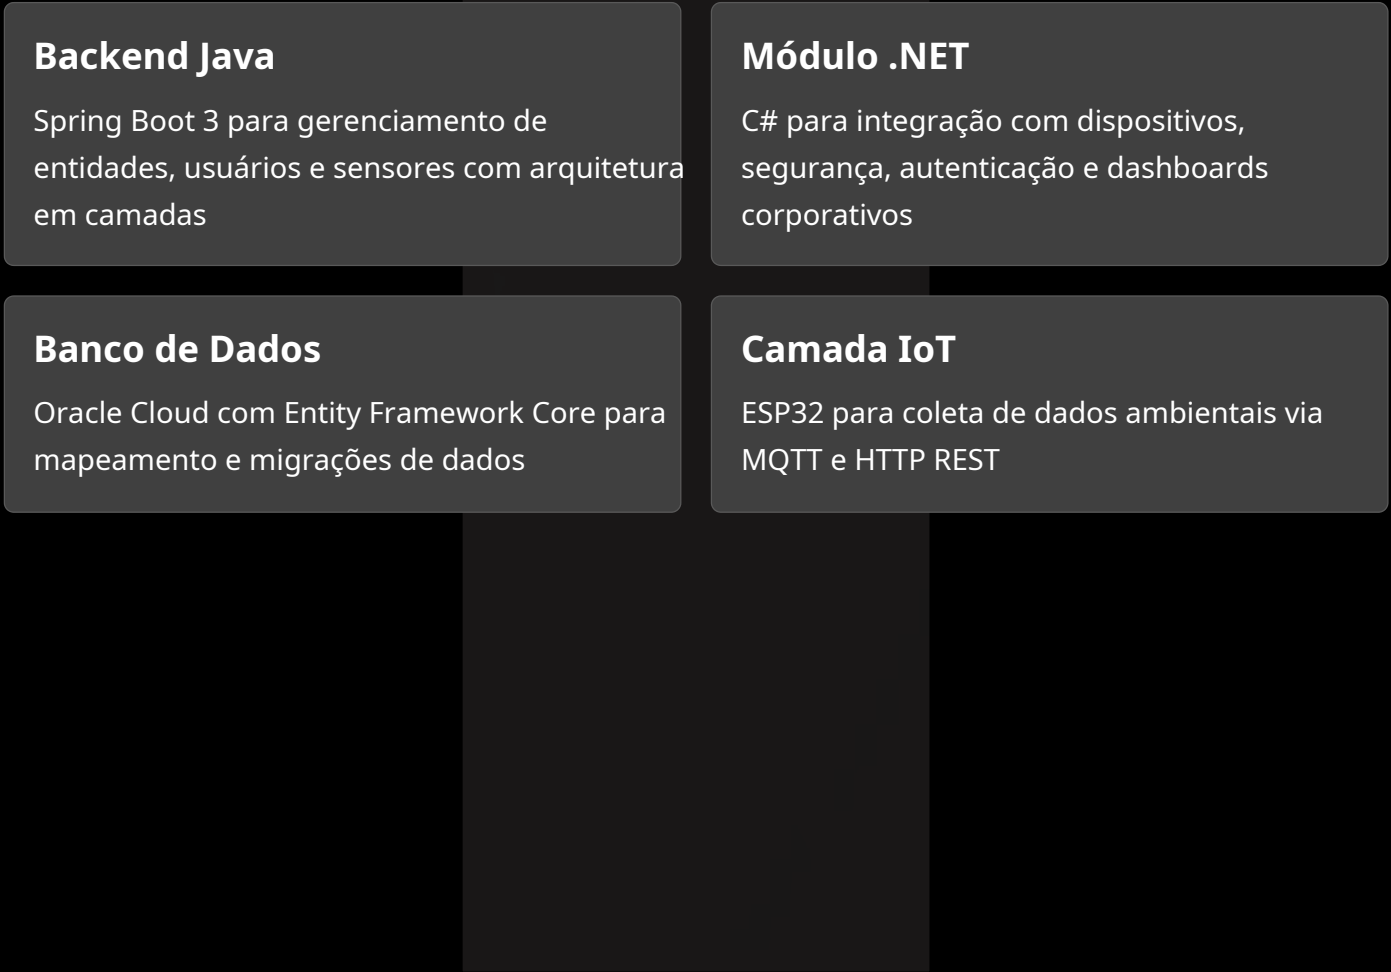 Backend Java
Spring Boot 3 para gerenciamento de
entidades, usuários e sensores com arquitetura
em camadas
Módulo .NET
C# para integração com dispositivos,
segurança, autenticação e dashboards
corporativos
Banco de Dados
Oracle Cloud com Entity Framework Core para
mapeamento e migrações de dados
Camada IoT
ESP32 para coleta de dados ambientais via
MQTT e HTTP REST